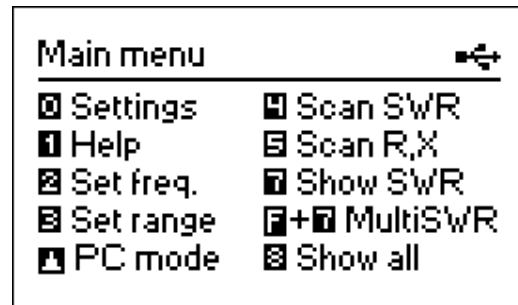 Main menu
0 Settings
1 Help
2 Set freq.
3 Set range
PC mode
4 Scan SWR
5 Scan R,X
7 Show SWR
F+7 MultiSWR
8 Show all